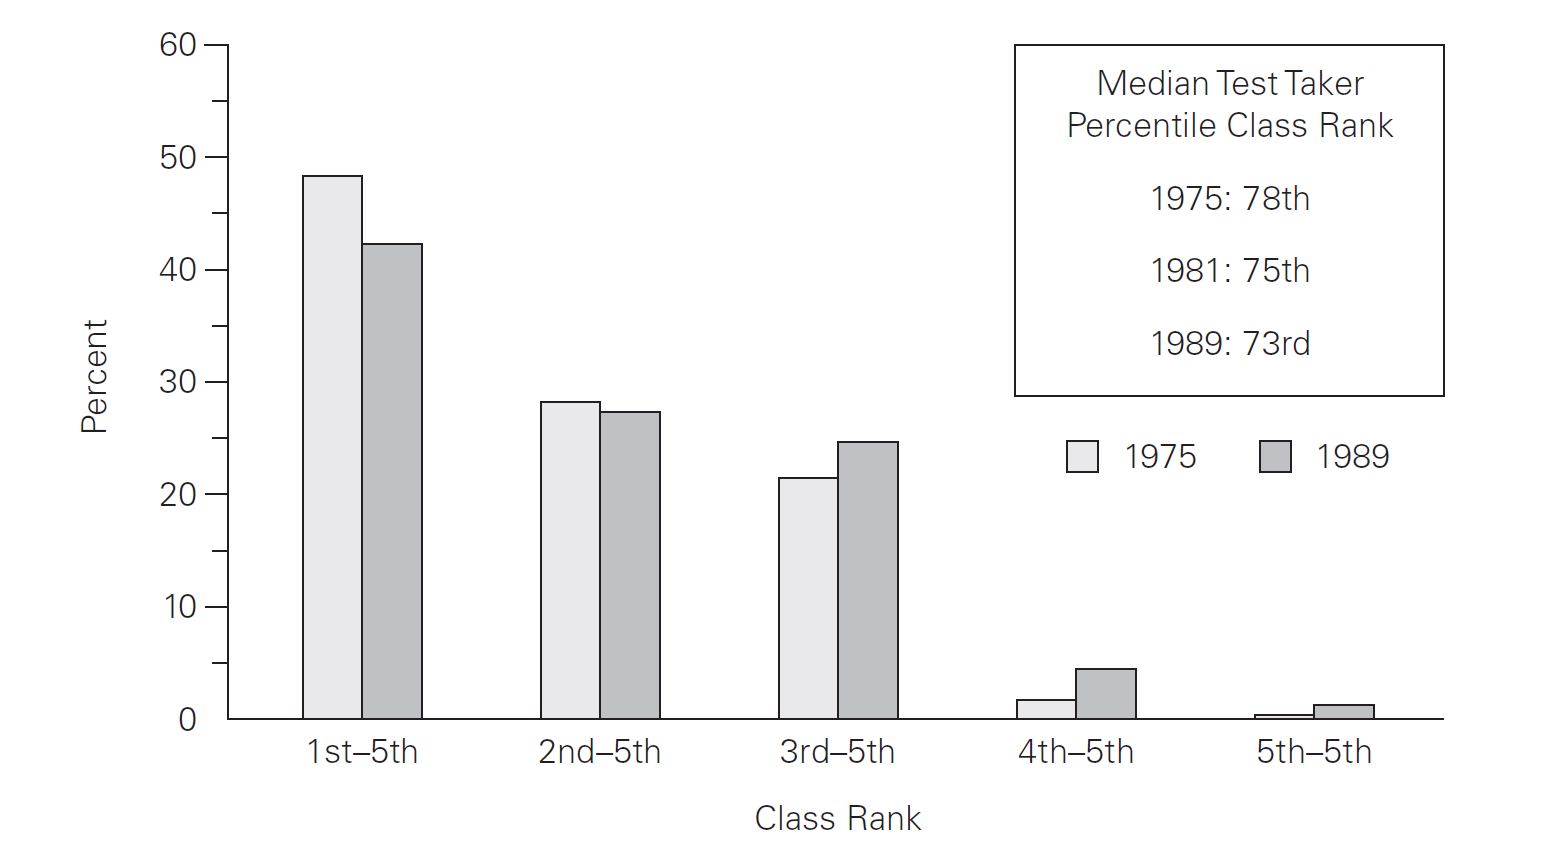 60
50
40
30
20
10
0
Percent
1st–5th
2nd–5th
3rd–5th
4th–5th
5th–5th
Class Rank
Median Test Taker
Percentile Class Rank
1975: 78th
1981: 75th
1989: 73rd
1975
1989